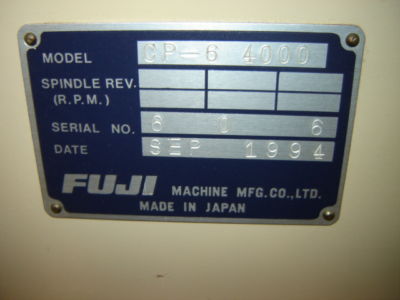 MODEL CP-6 4000
SPINDLE REV.
(R.P.M.)
SERIAL NO. 6 0 6
DATE SEP 1994
FUJI MACHINE MFG.CO.,LTD.
MADE IN JAPAN